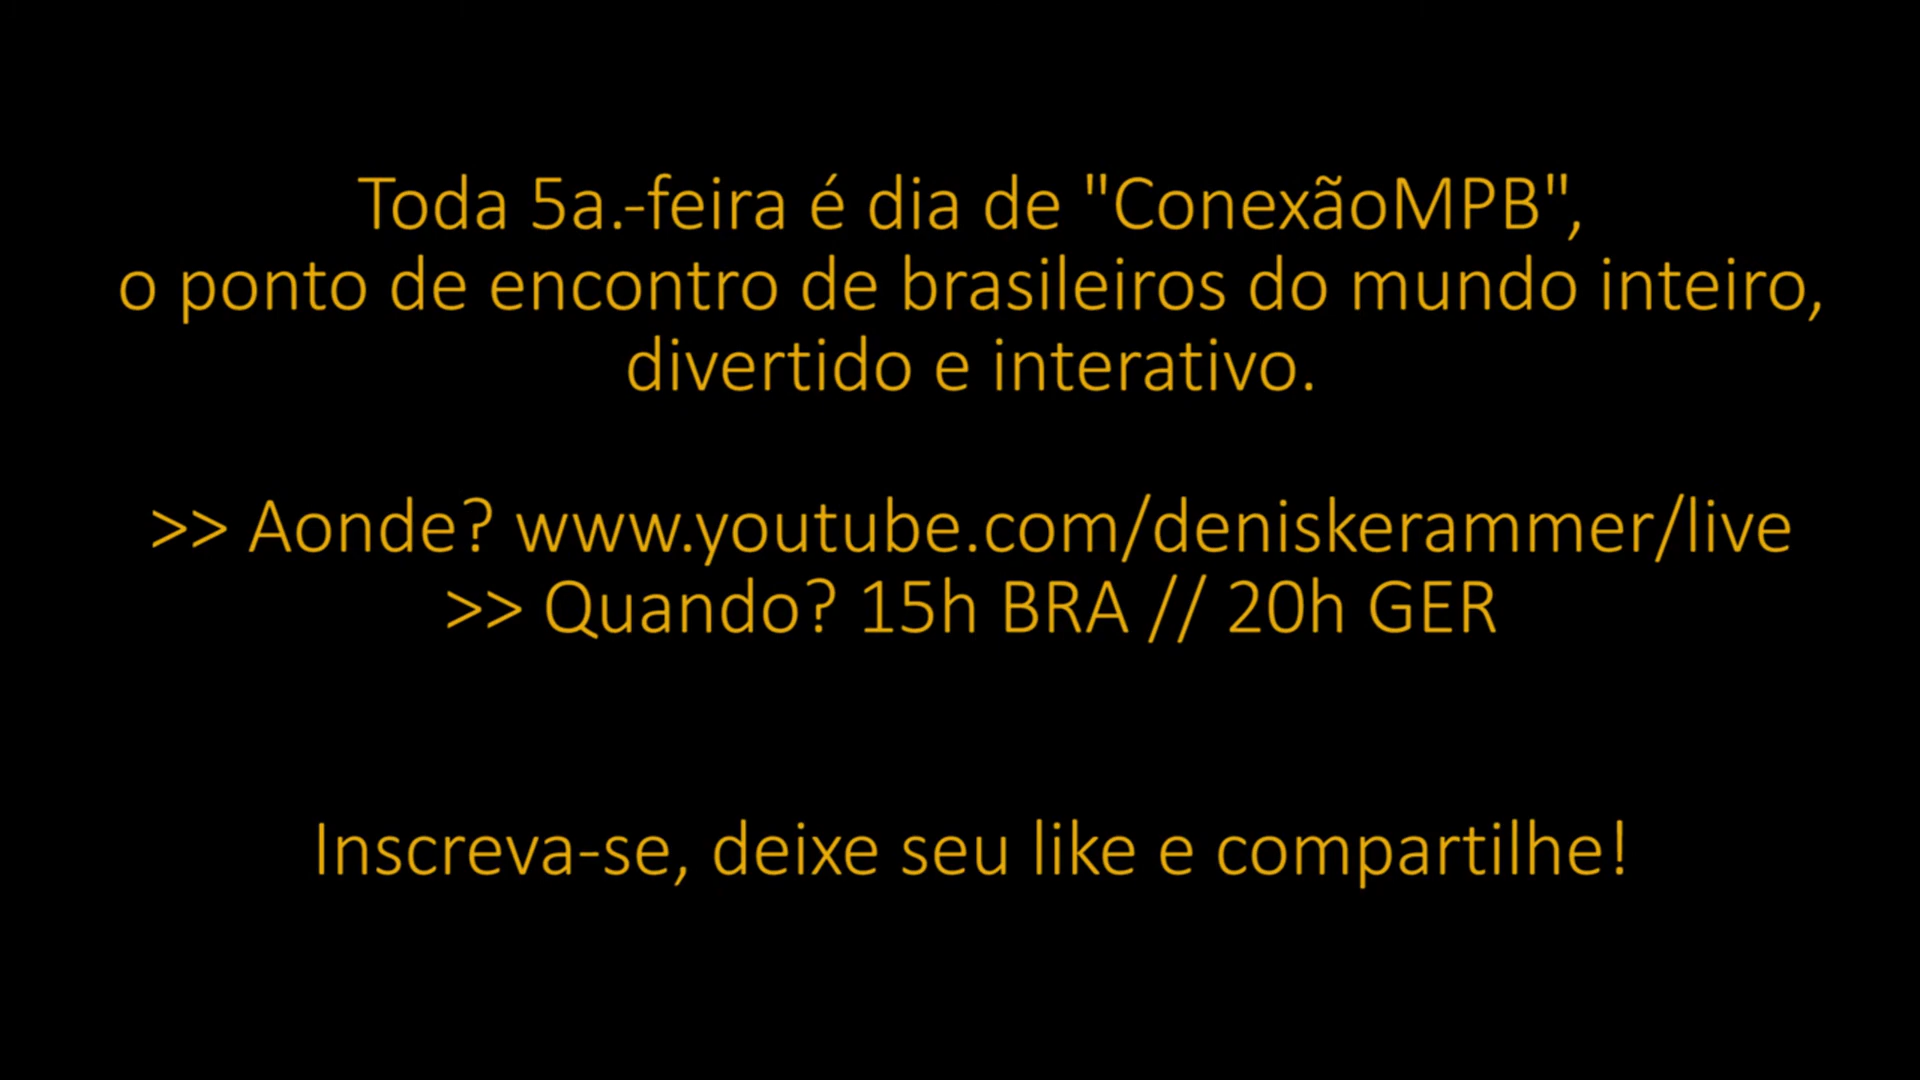 Toda 5a.-feira é dia de "ConexãoMPB",
o ponto de encontro de brasileiros do mundo inteiro,
divertido e interativo.
>> Aonde? www.youtube.com/deniskerammer/live
>> Quando? 15h BRA // 20h GER
Inscreva-se, deixe seu like e compartilhe!